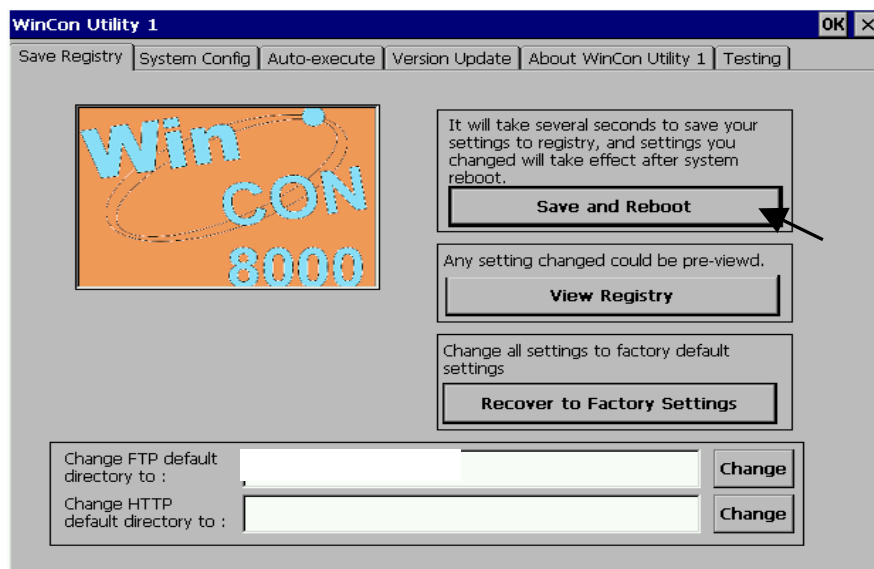 WinCon Utility 1 OK ×
Save Registry System Config Auto-execute Version Update About WinCon Utility 1 Testing
Win
CON
8000
It will take several seconds to save your
settings to registry, and settings you
changed will take effect after system
reboot.
Save and Reboot
Any setting changed could be pre-viewd.
View Registry
Change all settings to factory default
settings
Recover to Factory Settings
Change FTP default
directory to :
Change
Change HTTP
default directory to :
Change